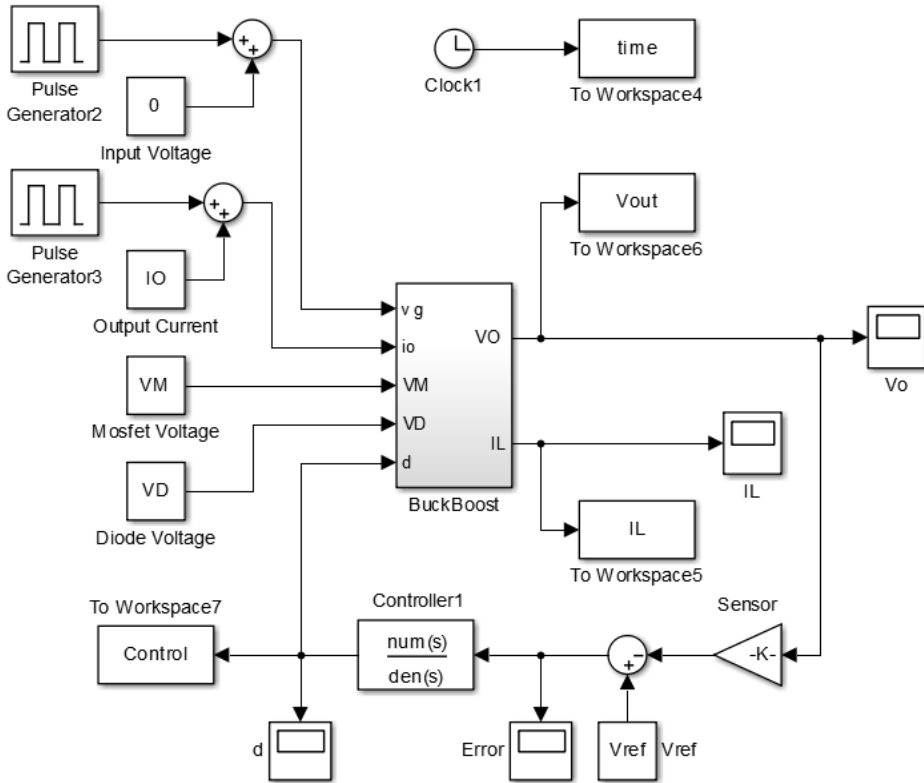 Pulse
Generator2
+
+
0
Input Voltage
Clock1
time
To Workspace4
Pulse
Generator3
+
+
IO
Output Current
Vout
To Workspace6
VM
Mosfet Voltage
VD
Diode Voltage
v g
io
VM
VD
d
VO
IL
BuckBoost
Vo
IL
IL
To Workspace5
To Workspace7
Control
Controller1
num(s)
den(s)
Sensor
-K-
−
+
d
Error
Vref
Vref